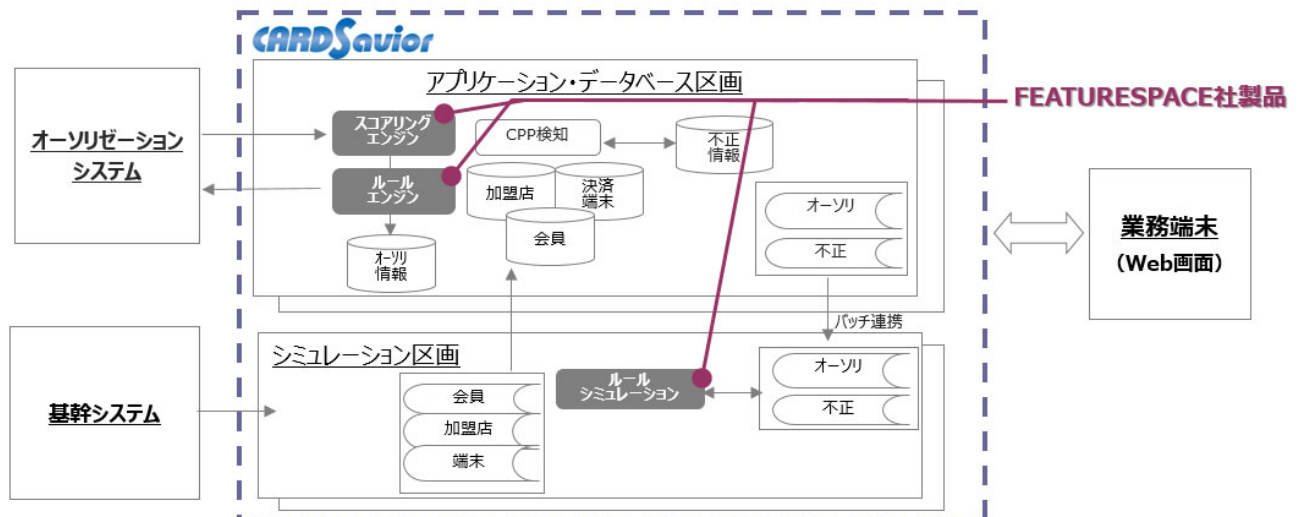 CARDSavior
アプリケーション・データベース区画
FEATURESPACE社製品
オーソリゼーション
システム
スコアリング
エンジン
CPP検知
不正
情報
ルール
エンジン
加盟店
決済
端末
会員
オーソリ
不正
オーソリ
情報
業務端末
（Web画面）
バッチ連携
シミュレーション区画
基幹システム
会員
加盟店
端末
ルール
シミュレーション
オーソリ
不正